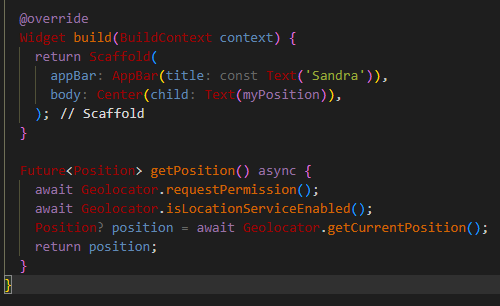 @override
Widget build(BuildContext context) {
return Scaffold(
appBar: AppBar(title: const Text('Sandra')),
body: Center(child: Text(myPosition)),
); // Scaffold
}
Future<Position> getPosition() async {
await Geolocator.requestPermission();
await Geolocator.isLocationServiceEnabled();
Position? position = await Geolocator.getCurrentPosition();
return position;
}
}